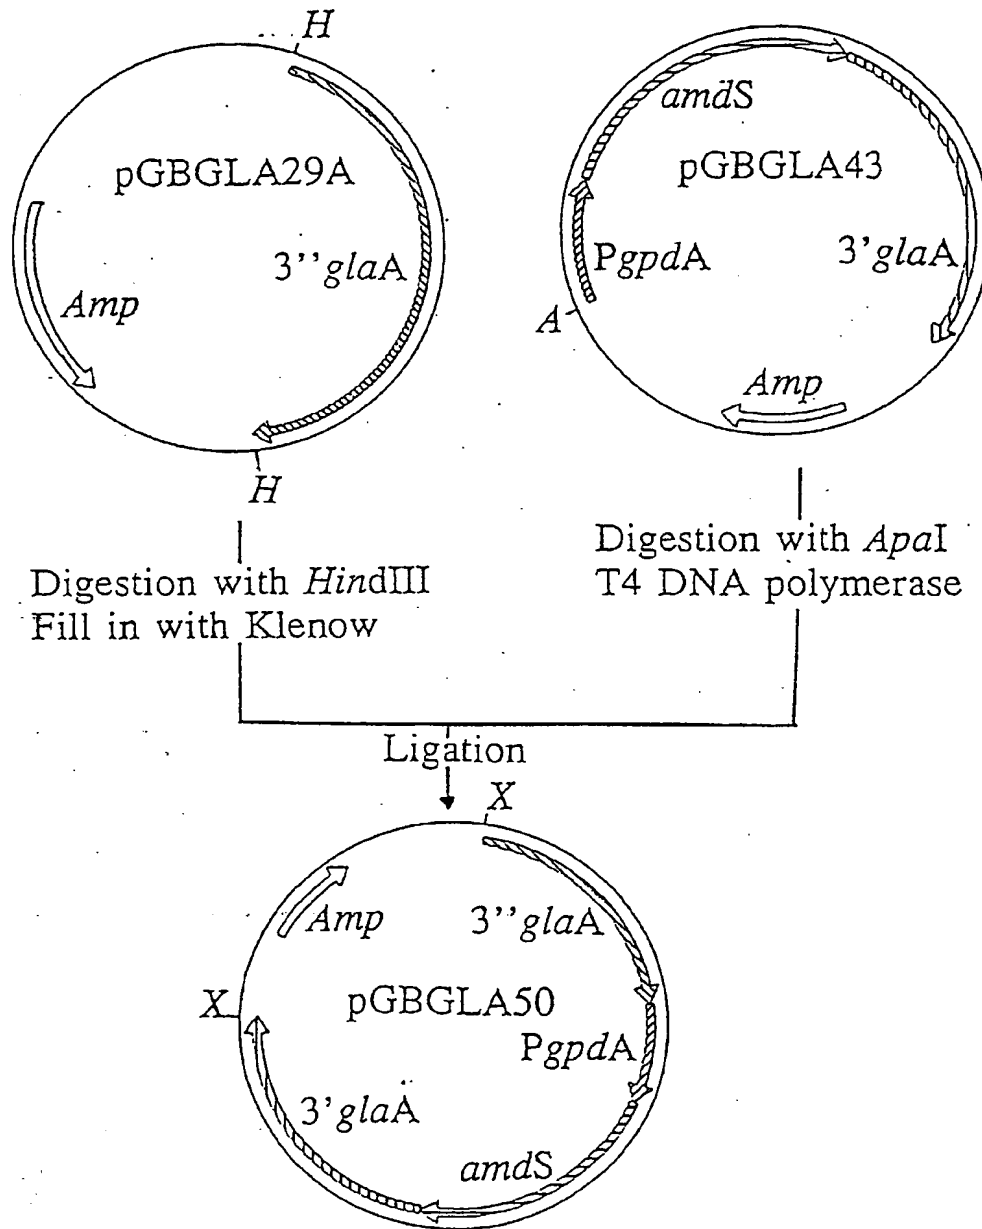 H
pGBGLA29A
3''glaA
Amp
H
amdS
pGBGLA43
PgpdA
3'glaA
A
Amp
Digestion with HindIII
Fill in with Klenow
Digestion with ApaI
T4 DNA polymerase
Ligation
X
Amp
3''glaA
X
pGBGLA50
PgpdA
3'glaA
amdS